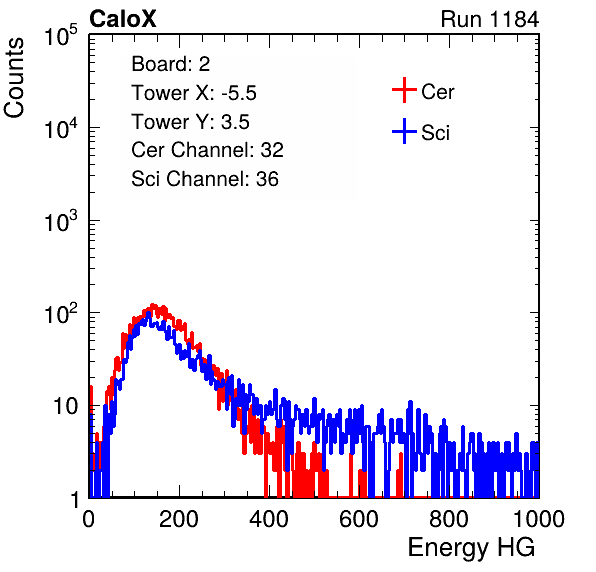 CaloX Run 1184
Counts
Board: 2
Tower X: -5.5
Tower Y: 3.5
Cer Channel: 32
Sci Channel: 36
Cer
Sci
10^5
10^4
10^3
10^2
10
1
0 200 400 600 800 1000
Energy HG